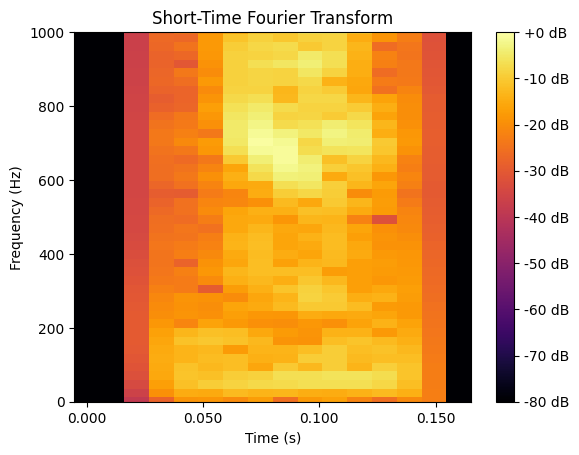 Short-Time Fourier Transform
1000
800
600
400
200
0
Frequency (Hz)
0.000
0.050
0.100
0.150
Time (s)
+0 dB
-10 dB
-20 dB
-30 dB
-40 dB
-50 dB
-60 dB
-70 dB
-80 dB